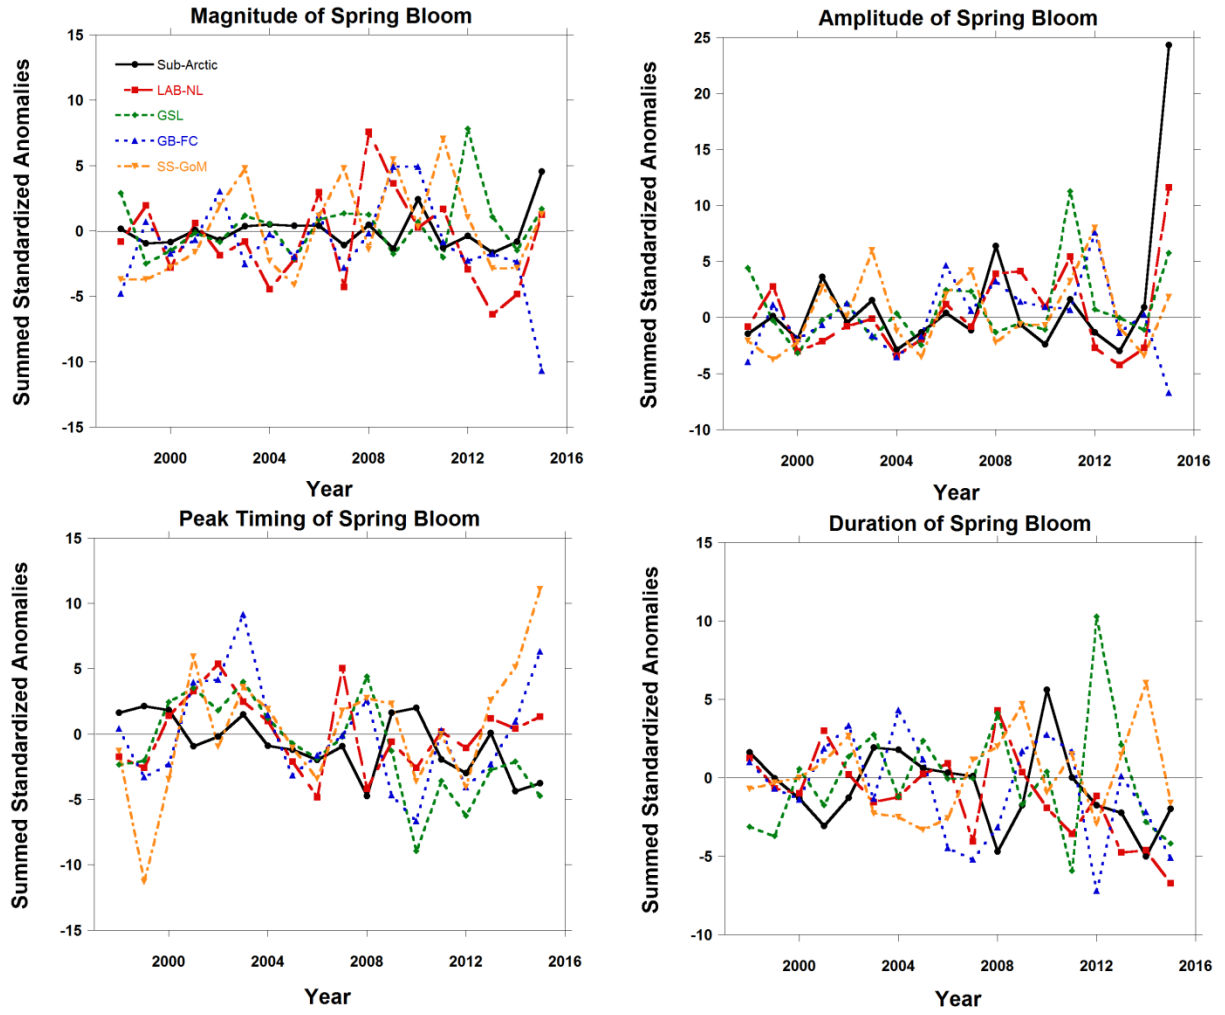 Magnitude of Spring Bloom
15
10
5
0
-5
-10
-15
Summed Standardized Anomalies
Sub-Arctic
LAB-NL
GSL
GB-FC
SS-GoM
2000 2004 2008 2012 2016
Year
Amplitude of Spring Bloom
25
20
15
10
5
0
-5
-10
Summed Standardized Anomalies
2000 2004 2008 2012 2016
Year
Peak Timing of Spring Bloom
15
10
5
0
-5
-10
-15
Summed Standardized Anomalies
2000 2004 2008 2012 2016
Year
Duration of Spring Bloom
15
10
5
0
-5
-10
Summed Standardized Anomalies
2000 2004 2008 2012 2016
Year